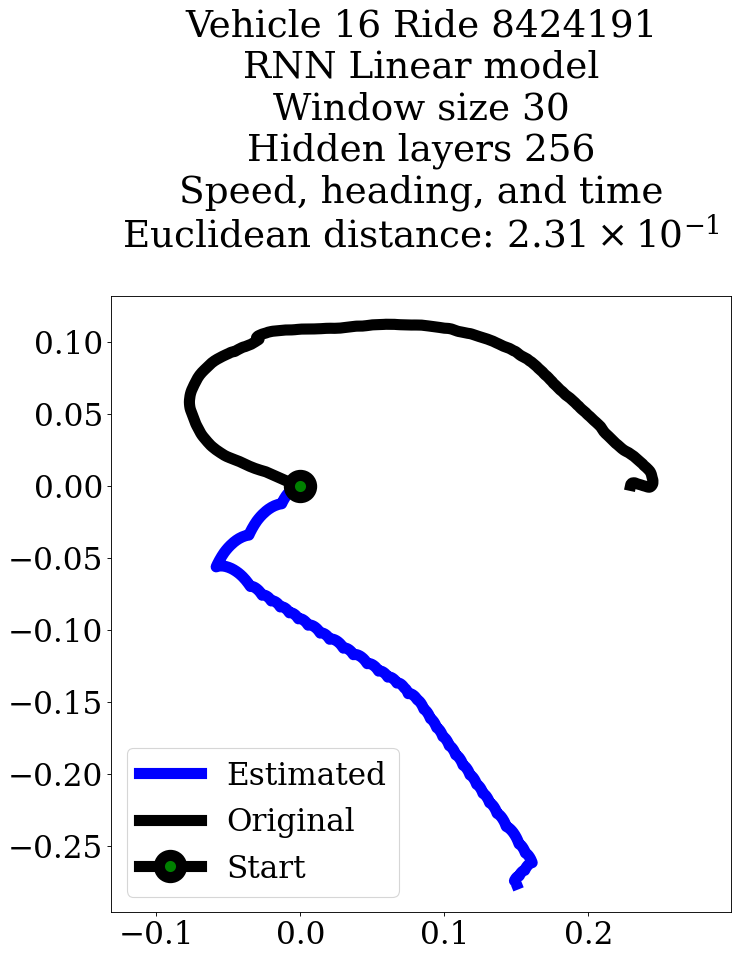 Vehicle 16 Ride 8424191
RNN Linear model
Window size 30
Hidden layers 256
Speed, heading, and time
Euclidean distance: 2.31 × 10⁻¹
0.10
0.05
0.00
−0.05
−0.10
−0.15
−0.20
−0.25
Estimated
Original
Start
−0.1 0.0 0.1 0.2